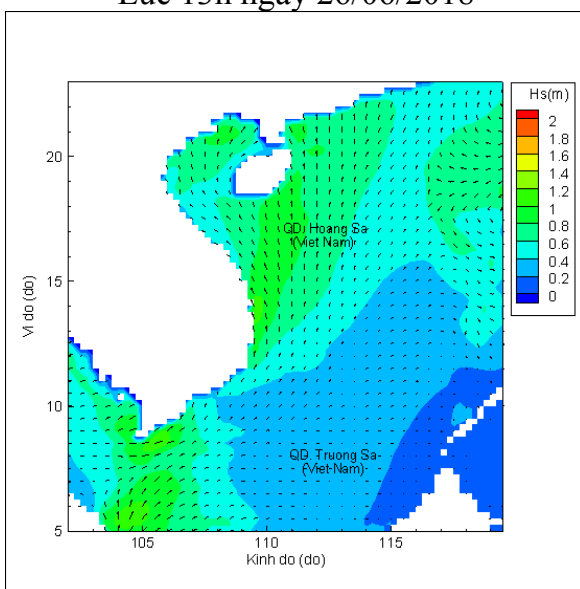 Lúc 13h ngày 26/06/2018
Hs(m)
2
1.8
1.6
1.4
1.2
1
0.8
0.6
0.4
0.2
0
20
15
10
5
Vi do (do)
QD. Hoang Sa
(Viet Nam)
QD. Truong Sa
(Viet-Nam)
105
110
115
Kinh do (do)